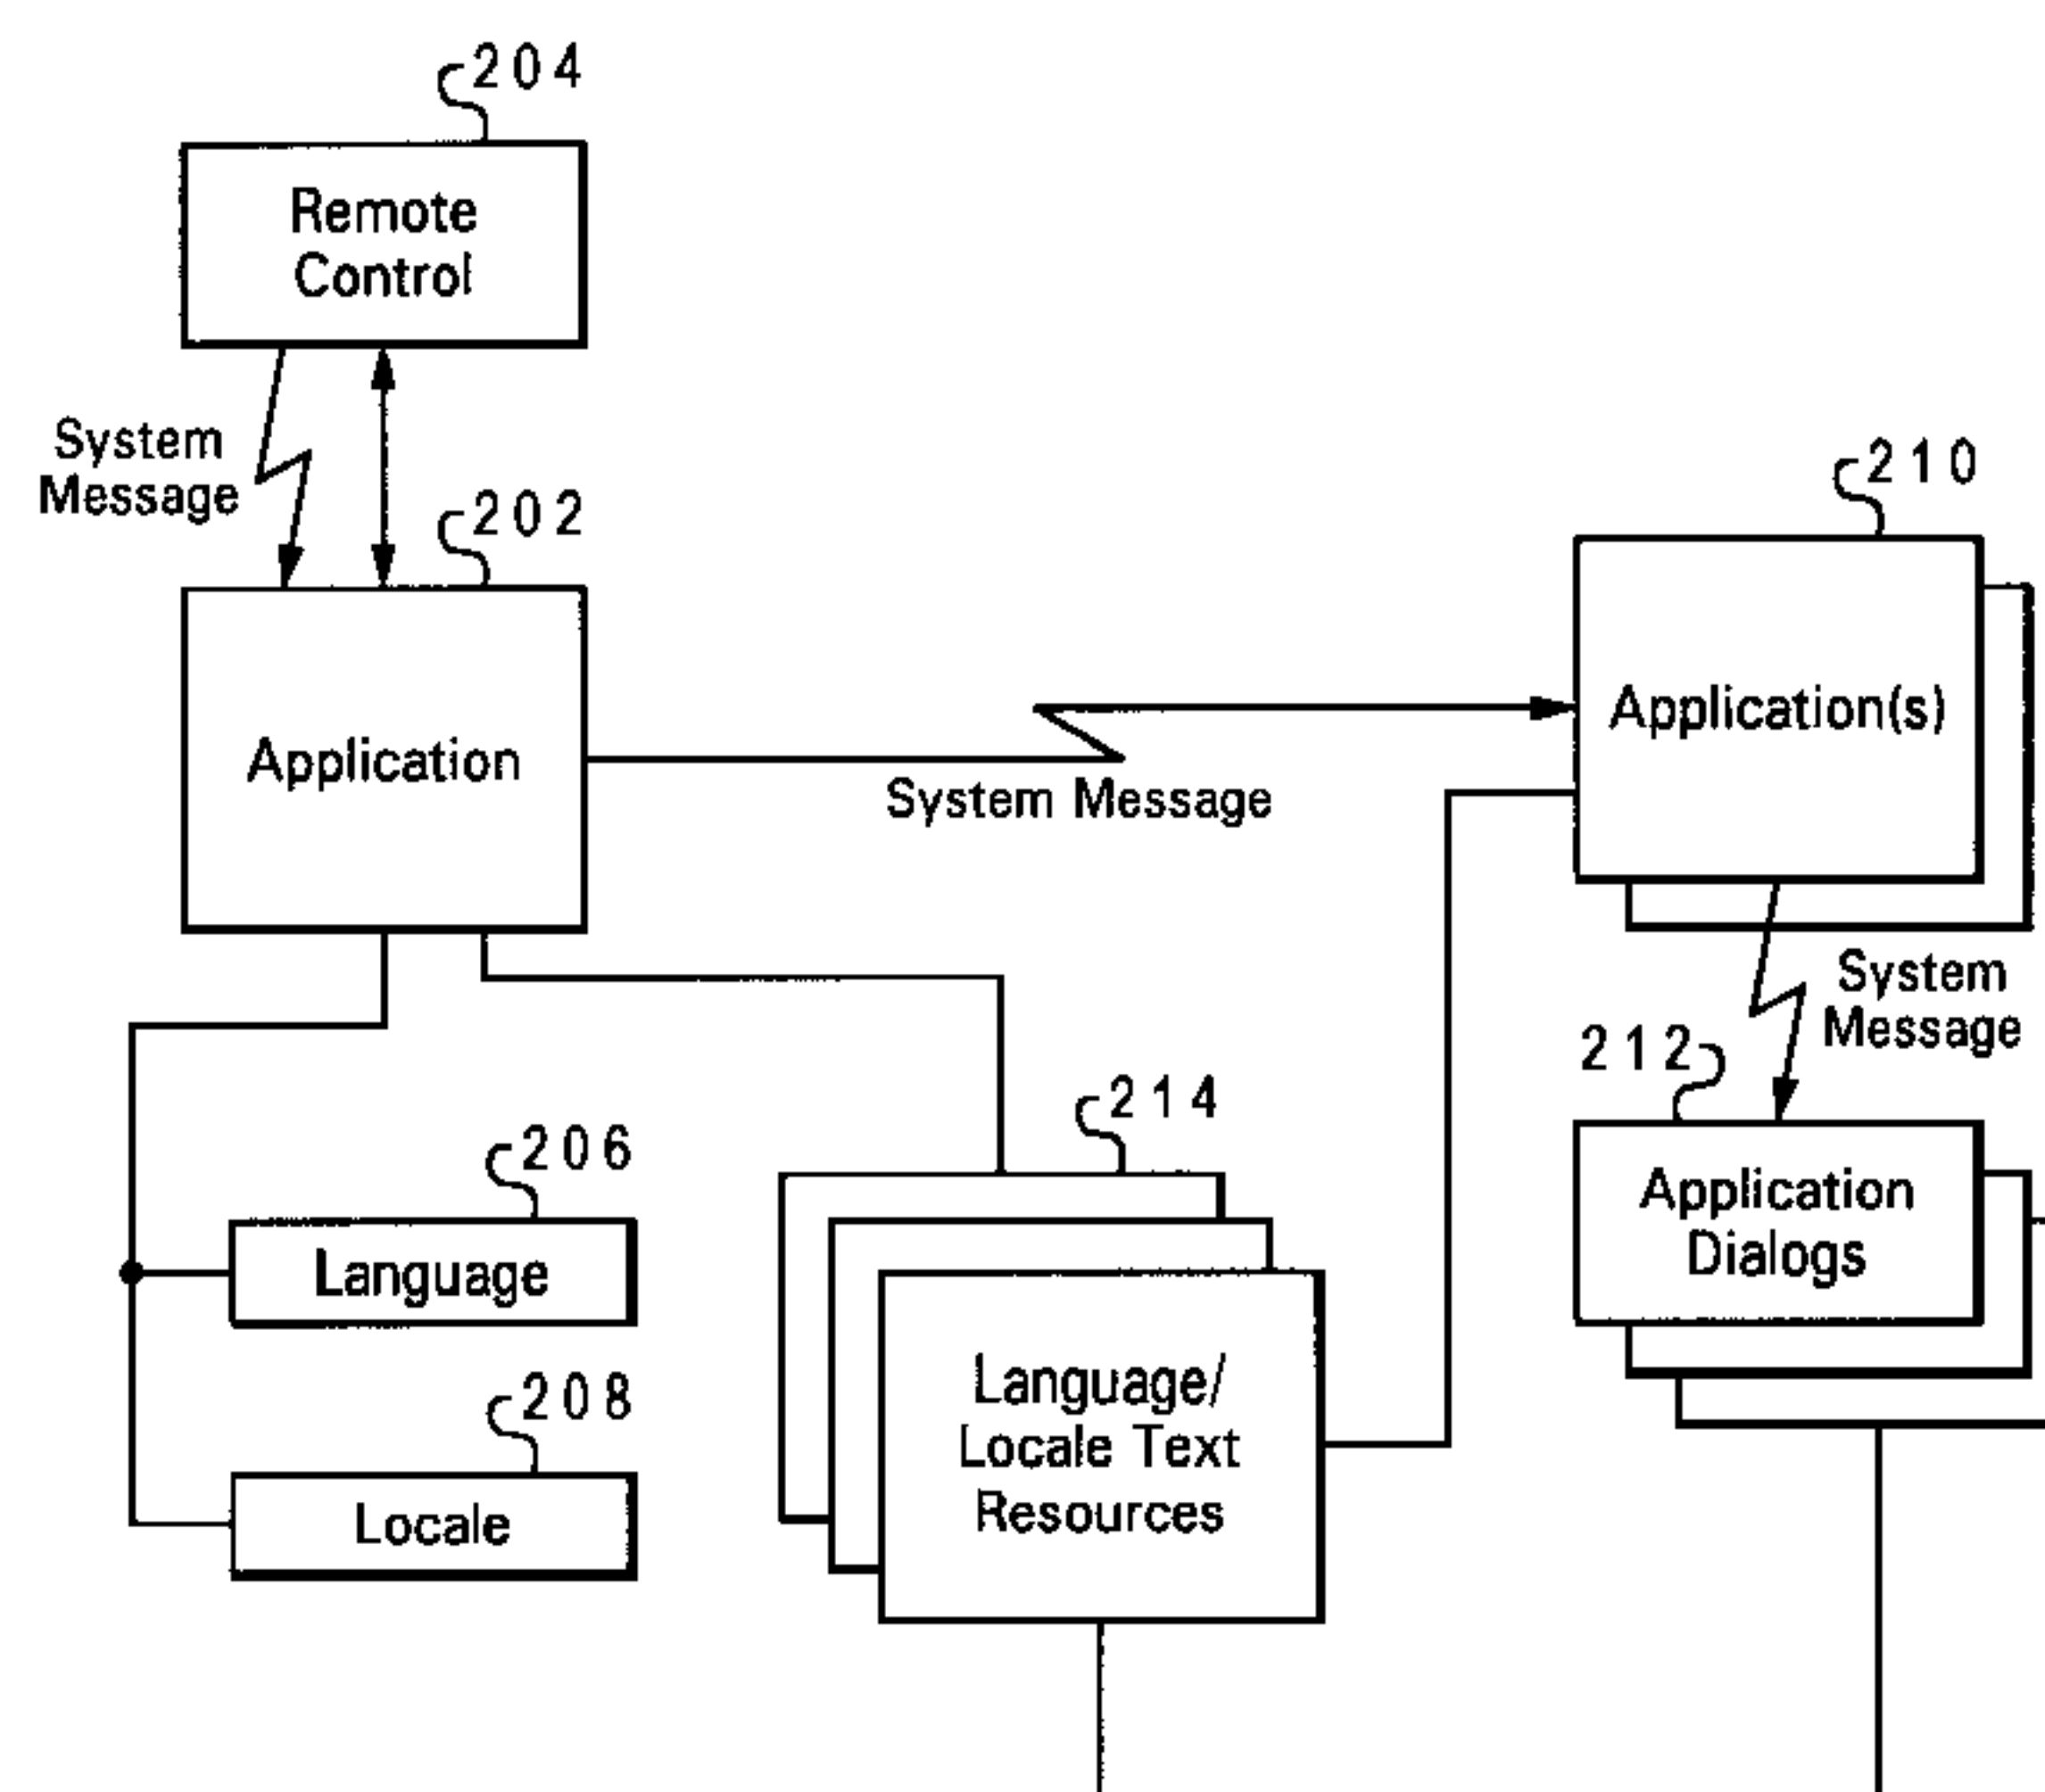 204
Remote
Control
System
Message
202
210
Application
Application(s)
System Message
System
Message
212
Application
Dialogs
214
206
Language
208
Locale
Language/
Locale Text
Resources